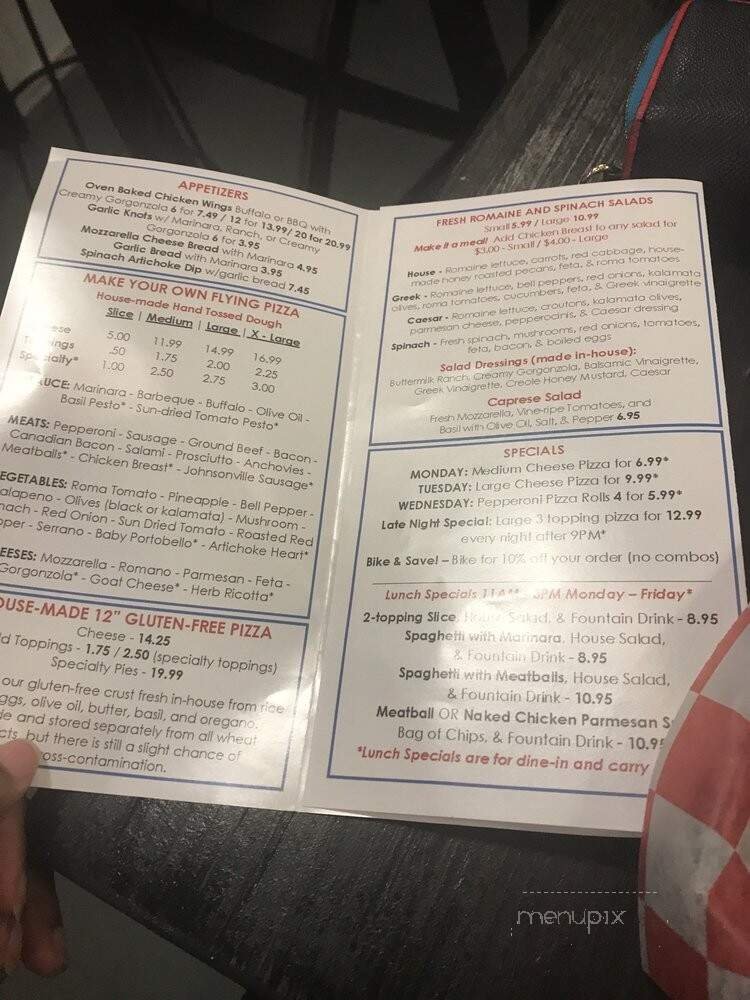 APPETIZERS
Oven Baked Chicken Wings Buffalo or BBQ with
Creamy Gorgonzola 6 for 7.49 / 12 for 13.99/ 20 for 20.99
Garlic Knots w/ Marinara, Ranch, or Creamy
Gorgonzola 6 for 3.95
Mozzarella Cheese Bread with Marinara 4.95
Garlic Bread with Marinara 3.95
Spinach Artichoke Dip w/garlic bread 7.45
MAKE YOUR OWN FLYING PIZZA
House-made Hand Tossed Dough
Slice | Medium | Large | X - Large
5.00 11.99 14.99 16.99
.50 1.75 2.00 2.25
1.00 2.50 2.75 3.00
Marinara - Barbeque - Buffalo - Olive Oil -
Basil Pesto* - Sun-dried Tomato Pesto*
MEATS: Pepperoni - Sausage - Ground Beef - Bacon -
Canadian Bacon - Salami - Prosciutto - Anchovies -
Meatballs* - Chicken Breast* - Johnsonville Sausage*
Roma Tomato - Pineapple - Bell Pepper -
- Olives (black or kalamata) - Mushroom -
- Red Onion - Sun Dried Tomato - Roasted Red
- Serrano - Baby Portobello* - Artichoke Heart*
Mozzarella - Romano - Parmesan - Feta -
Gorgonzola* - Goat Cheese* - Herb Ricotta*
12" GLUTEN-FREE PIZZA
Cheese - 14.25
Toppings - 1.75 / 2.50 (specialty toppings)
Specialty Pies - 19.99
our gluten-free crust fresh in-house from rice
olive oil, butter, basil, and oregano.
and stored separately from all wheat
but there is still a slight chance of
FRESH ROMAINE AND SPINACH SALADS
Small 5.99 / Large 10.99
Make it a meal! Add Chicken Breast to any salad for
$3.00 - Small / $4.00 - Large
House - Romaine lettuce, carrots, red cabbage, house-
made honey roasted pecans, feta, & roma tomatoes
Greek - Romaine lettuce, bell peppers, red onions, kalamata
olives, roma tomatoes, cucumbers, feta, & Greek vinaigrette
Caesar - Romaine lettuce, croutons, kalamata olives,
parmesan cheese, pepperocinis, & Caesar dressing
Spinach - Fresh spinach, mushrooms, red onions, tomatoes,
feta, bacon, & boiled eggs
Salad Dressings (made in-house):
Buttermilk Ranch, Creamy Gorgonzola, Balsamic Vinaigrette,
Greek Vinaigrette, Creole Honey Mustard, Caesar
Caprese Salad
Fresh Mozzarella, Vine-ripe Tomatoes, and
Basil with Olive Oil, Salt, & Pepper 6.95
SPECIALS
MONDAY: Medium Cheese Pizza for 6.99*
TUESDAY: Large Cheese Pizza for 9.99*
WEDNESDAY: Pepperoni Pizza Rolls 4 for 5.99*
Late Night Special: Large 3 topping pizza for 12.99
every night after 9PM*
Bike & Save! – Bike for 10% off your order (no combos)
Lunch Specials Monday – Friday*
2-topping Slice, House Salad, & Fountain Drink - 8.95
Spaghetti with Marinara, House Salad,
& Fountain Drink - 8.95
Spaghetti with Meatballs, House Salad,
& Fountain Drink - 10.95
Meatball OR Naked Chicken Parmesan
Bag of Chips, & Fountain Drink -
*Lunch Specials are for dine-in and carry
menupix